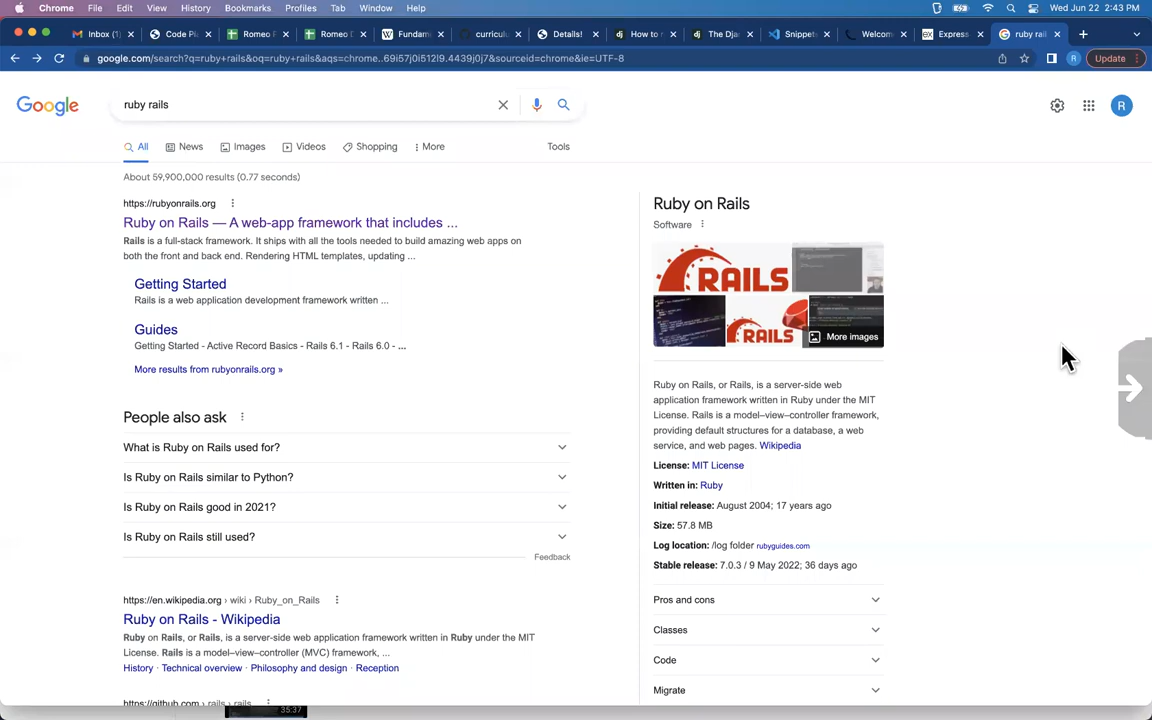 Chrome File Edit View History Bookmarks Profiles Tab Window Help Wed Jun 22 2:43 PM
Inbox (1) Code Pl Romeo F Romeo D Fundam curriculu Details! How to r The Djar Snippets Welcom Express ruby rail
google.com/search?q=ruby+rails&oq=ruby+rails&aqs=chrome..69i57j0i512l9.4439j0j7&sourceid=chrome&ie=UTF-8 R Update
Google ruby rails R
All News Images Videos Shopping More Tools
About 59,900,000 results (0.77 seconds)
https://rubyonrails.org
Ruby on Rails — A web-app framework that includes ...
Rails is a full-stack framework. It ships with all the tools needed to build amazing web apps on
both the front and back end. Rendering HTML templates, updating ...
Getting Started
Rails is a web application development framework written ...
Guides
Getting Started - Active Record Basics - Rails 6.1 - Rails 6.0 - ...
More results from rubyonrails.org »
People also ask
What is Ruby on Rails used for?
Is Ruby on Rails similar to Python?
Is Ruby on Rails good in 2021?
Is Ruby on Rails still used?
Feedback
https://en.wikipedia.org › wiki › Ruby_on_Rails
Ruby on Rails - Wikipedia
Ruby on Rails, or Rails, is a server-side web application framework written in Ruby under the MIT
License. Rails is a model–view–controller (MVC) framework, ...
History · Technical overview · Philosophy and design · Reception
https://github.com › rails › rails
35:37
Ruby on Rails
Software
RAILS
RAILS
More images
Ruby on Rails, or Rails, is a server-side web
application framework written in Ruby under the MIT
License. Rails is a model–view–controller framework,
providing default structures for a database, a web
service, and web pages. Wikipedia
License: MIT License
Written in: Ruby
Initial release: August 2004; 17 years ago
Size: 57.8 MB
Log location: /log folder rubyguides.com
Stable release: 7.0.3 / 9 May 2022; 36 days ago
Pros and cons
Classes
Code
Migrate